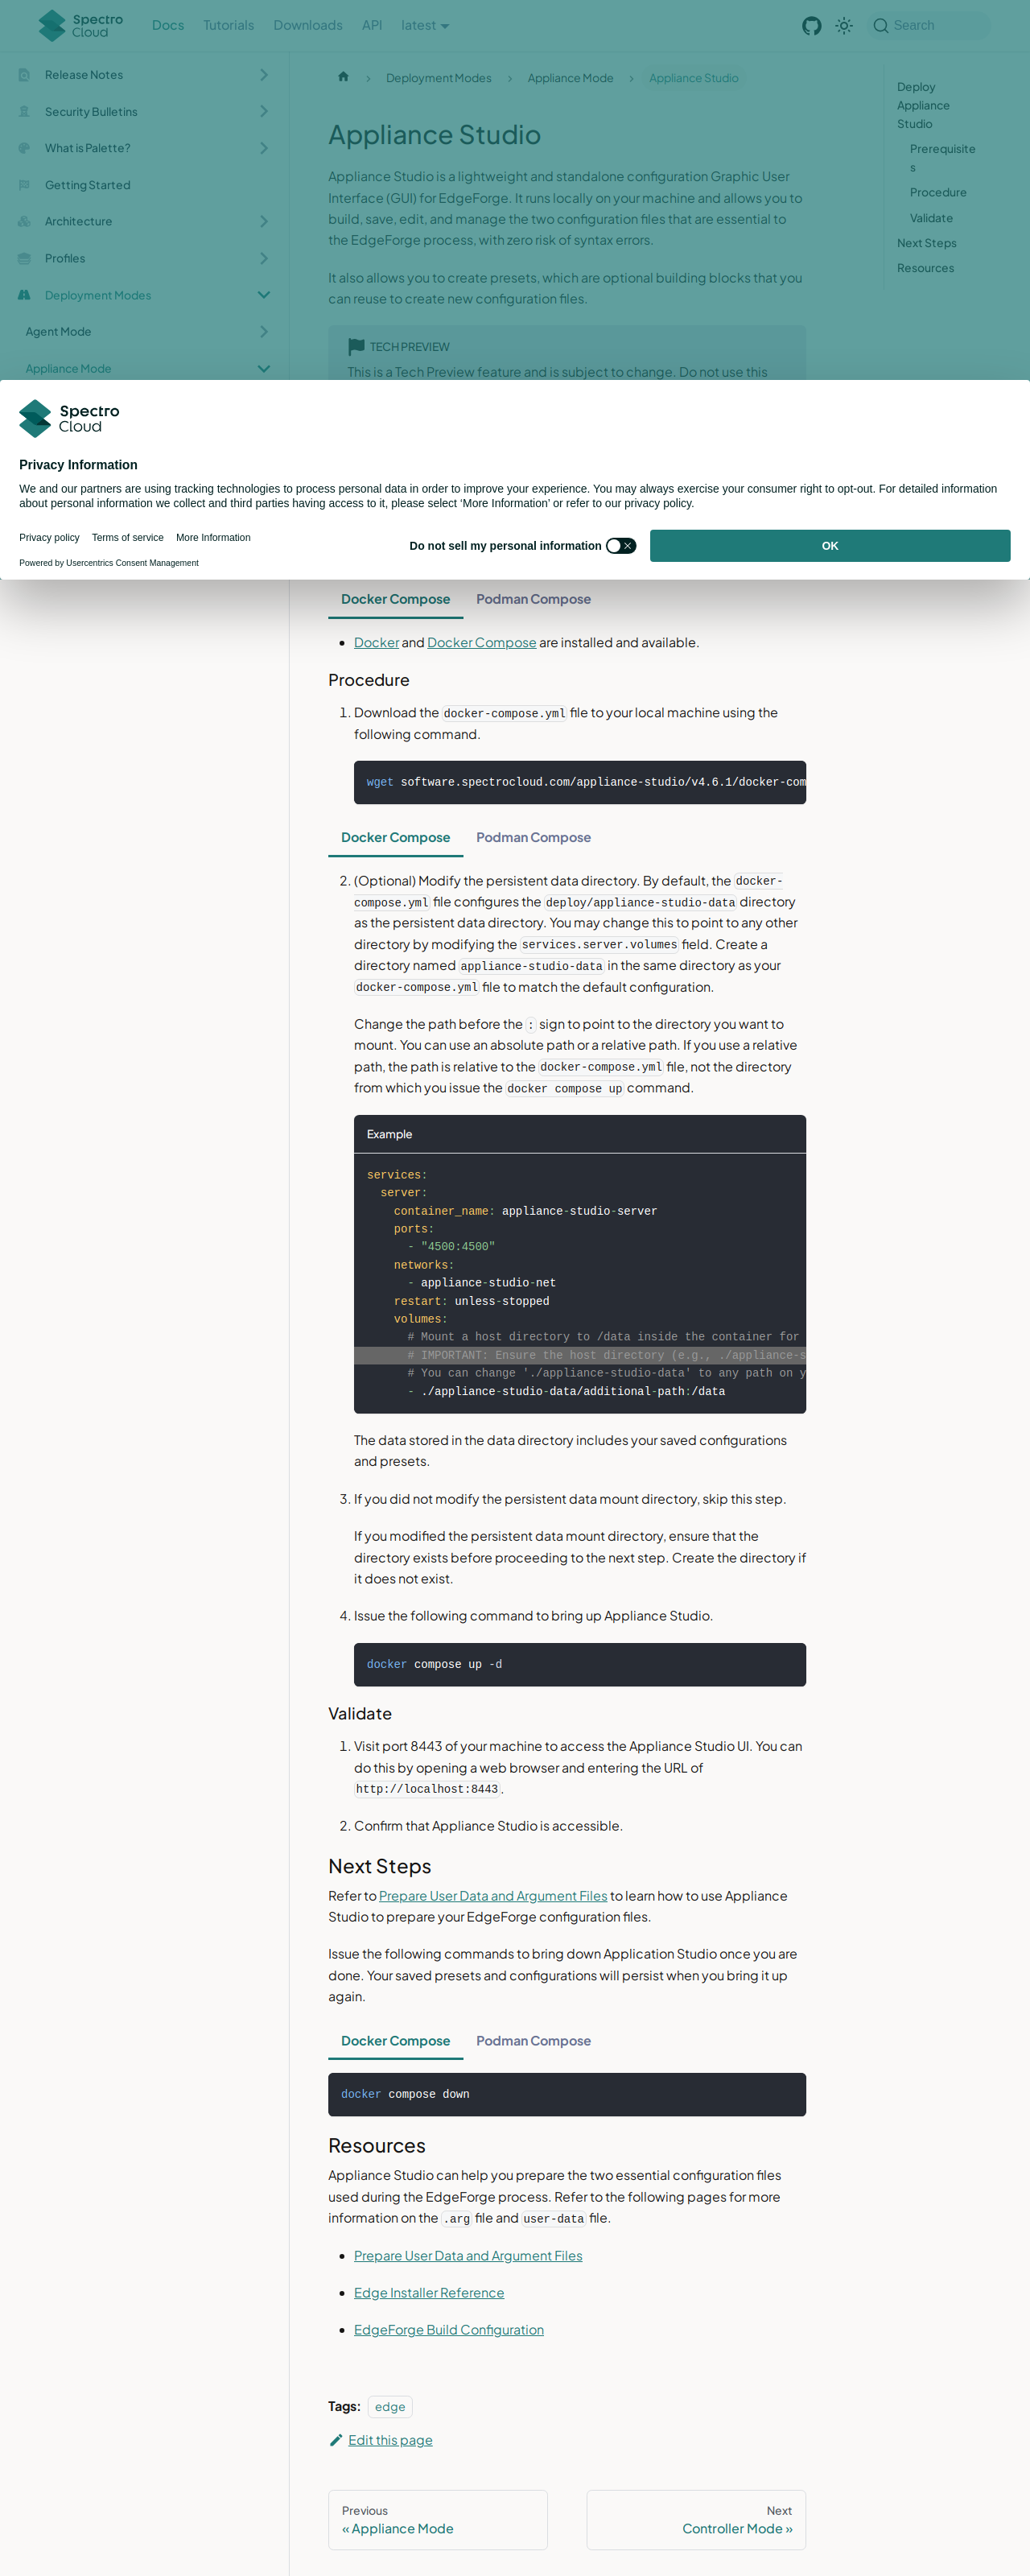 Spectro Cloud
Docs
Tutorials
Downloads
API
latest
Search
Release Notes
Security Bulletins
What is Palette?
Getting Started
Architecture
Profiles
Deployment Modes
Agent Mode
Appliance Mode
Deployment Modes
Appliance Mode
Appliance Studio
Deploy
Appliance
Studio
Prerequisite
s
Procedure
Validate
Next Steps
Resources
Appliance Studio
Appliance Studio is a lightweight and standalone configuration Graphic User
Interface (GUI) for EdgeForge. It runs locally on your machine and allows you to
build, save, edit, and manage the two configuration files that are essential to
the EdgeForge process, with zero risk of syntax errors.
It also allows you to create presets, which are optional building blocks that you
can reuse to create new configuration files.
TECH PREVIEW
This is a Tech Preview feature and is subject to change. Do not use this
Spectro
Cloud
Privacy Information
We and our partners are using tracking technologies to process personal data in order to improve your experience. You may always exercise your consumer right to opt-out. For detailed information
about personal information we collect and third parties having access to it, please select ‘More Information’ or refer to our privacy policy.
Privacy policy
Terms of service
More Information
Do not sell my personal information
OK
Powered by Usercentrics Consent Management
Docker Compose
Podman Compose
Docker and Docker Compose are installed and available.
Procedure
1. Download the docker-compose.yml file to your local machine using the
following command.
wget software.spectrocloud.com/appliance-studio/v4.6.1/docker-com
Docker Compose
Podman Compose
2. (Optional) Modify the persistent data directory. By default, the docker-
compose.yml file configures the deploy/appliance-studio-data directory
as the persistent data directory. You may change this to point to any other
directory by modifying the services.server.volumes field. Create a
directory named appliance-studio-data in the same directory as your
docker-compose.yml file to match the default configuration.
Change the path before the : sign to point to the directory you want to
mount. You can use an absolute path or a relative path. If you use a relative
path, the path is relative to the docker-compose.yml file, not the directory
from which you issue the docker compose up command.
Example
services:
server:
container_name: appliance-studio-server
ports:
- "4500:4500"
networks:
- appliance-studio-net
restart: unless-stopped
volumes:
# Mount a host directory to /data inside the container for
# IMPORTANT: Ensure the host directory (e.g., ./appliance-s
# You can change './appliance-studio-data' to any path on y
- ./appliance-studio-data/additional-path:/data
The data stored in the data directory includes your saved configurations
and presets.
3. If you did not modify the persistent data mount directory, skip this step.
If you modified the persistent data mount directory, ensure that the
directory exists before proceeding to the next step. Create the directory if
it does not exist.
4. Issue the following command to bring up Appliance Studio.
docker compose up -d
Validate
1. Visit port 8443 of your machine to access the Appliance Studio UI. You can
do this by opening a web browser and entering the URL of
http://localhost:8443.
2. Confirm that Appliance Studio is accessible.
Next Steps
Refer to Prepare User Data and Argument Files to learn how to use Appliance
Studio to prepare your EdgeForge configuration files.
Issue the following commands to bring down Application Studio once you are
done. Your saved presets and configurations will persist when you bring it up
again.
Docker Compose
Podman Compose
docker compose down
Resources
Appliance Studio can help you prepare the two essential configuration files
used during the EdgeForge process. Refer to the following pages for more
information on the .arg file and user-data file.
Prepare User Data and Argument Files
Edge Installer Reference
EdgeForge Build Configuration
Tags: edge
Edit this page
Previous
« Appliance Mode
Next
Controller Mode »